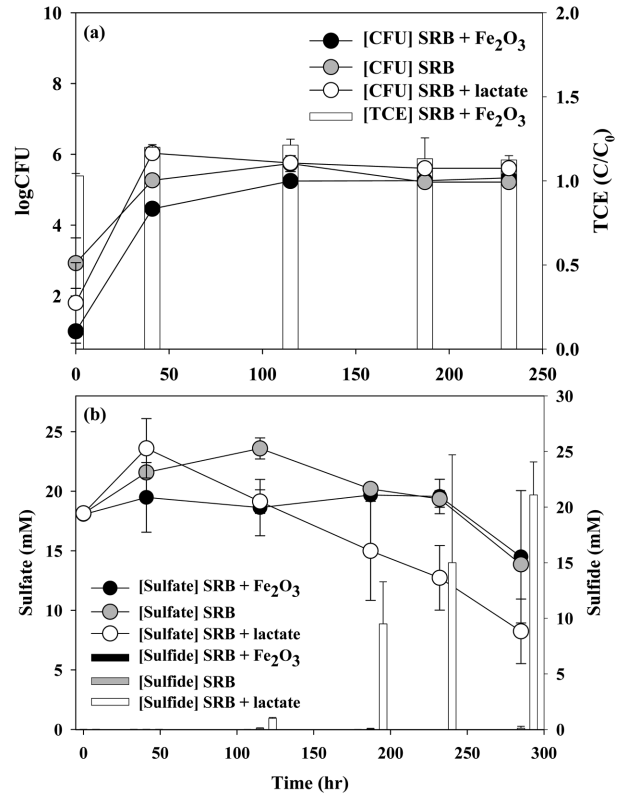 (a)
[CFU] SRB + Fe₂O₃
[CFU] SRB
[CFU] SRB + lactate
[TCE] SRB + Fe₂O₃
logCFU
10
8
6
4
2
TCE (C/C₀)
2.0
1.5
1.0
0.5
0.0
0 50 100 150 200 250
(b)
[Sulfate] SRB + Fe₂O₃
[Sulfate] SRB
[Sulfate] SRB + lactate
[Sulfide] SRB + Fe₂O₃
[Sulfide] SRB
[Sulfide] SRB + lactate
Sulfate (mM)
25
20
15
10
5
0
Sulfide (mM)
30
25
20
15
10
5
0
0 50 100 150 200 250 300
Time (hr)